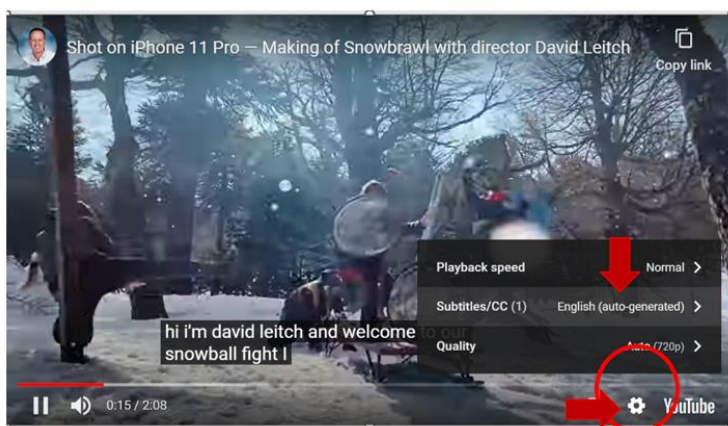 Shot on iPhone 11 Pro — Making of Snowbrawl with director David Leitch
Copy link
Playback speed Normal
Subtitles/CC (1) English (auto-generated)
Quality Auto (720p)
hi i'm david leitch and welcome to our
snowball fight I
0:15 / 2:08
YouTube